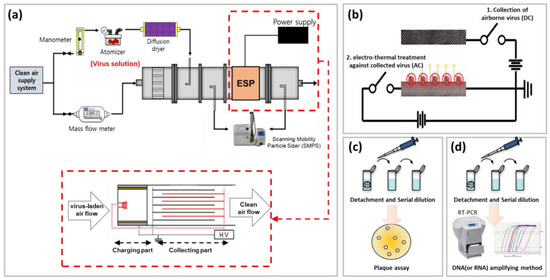 (a)
Manometer
Atomizer
(Virus solution)
Diffusion
dryer
Power supply
Clean air
supply
system
ESP
Mass flow meter
Scanning Mobility
Particle Sizer (SMPS)
virus-laden
air flow
Clean
air flow
H.V
Charging part
Collecting part
(b)
1. Collection of
airborne virus (DC)
2. electro-thermal treatment
against collected virus (AC)
(c)
Detachment and Serial dilution
Plaque assay
(d)
Detachment and Serial dilution
RT-PCR
DNA(or RNA) amplifying method